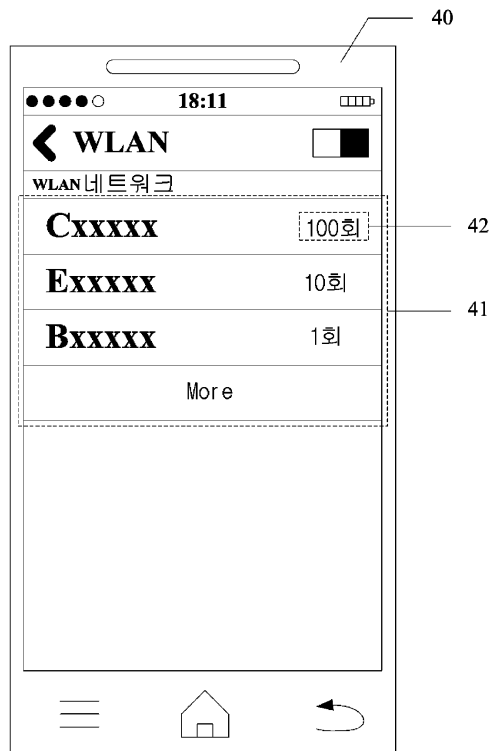 40
18:11
WLAN
WLAN 네트워크
Cxxxxx 100회 42
Exxxxx 10회
41
Bxxxxx 1회
More